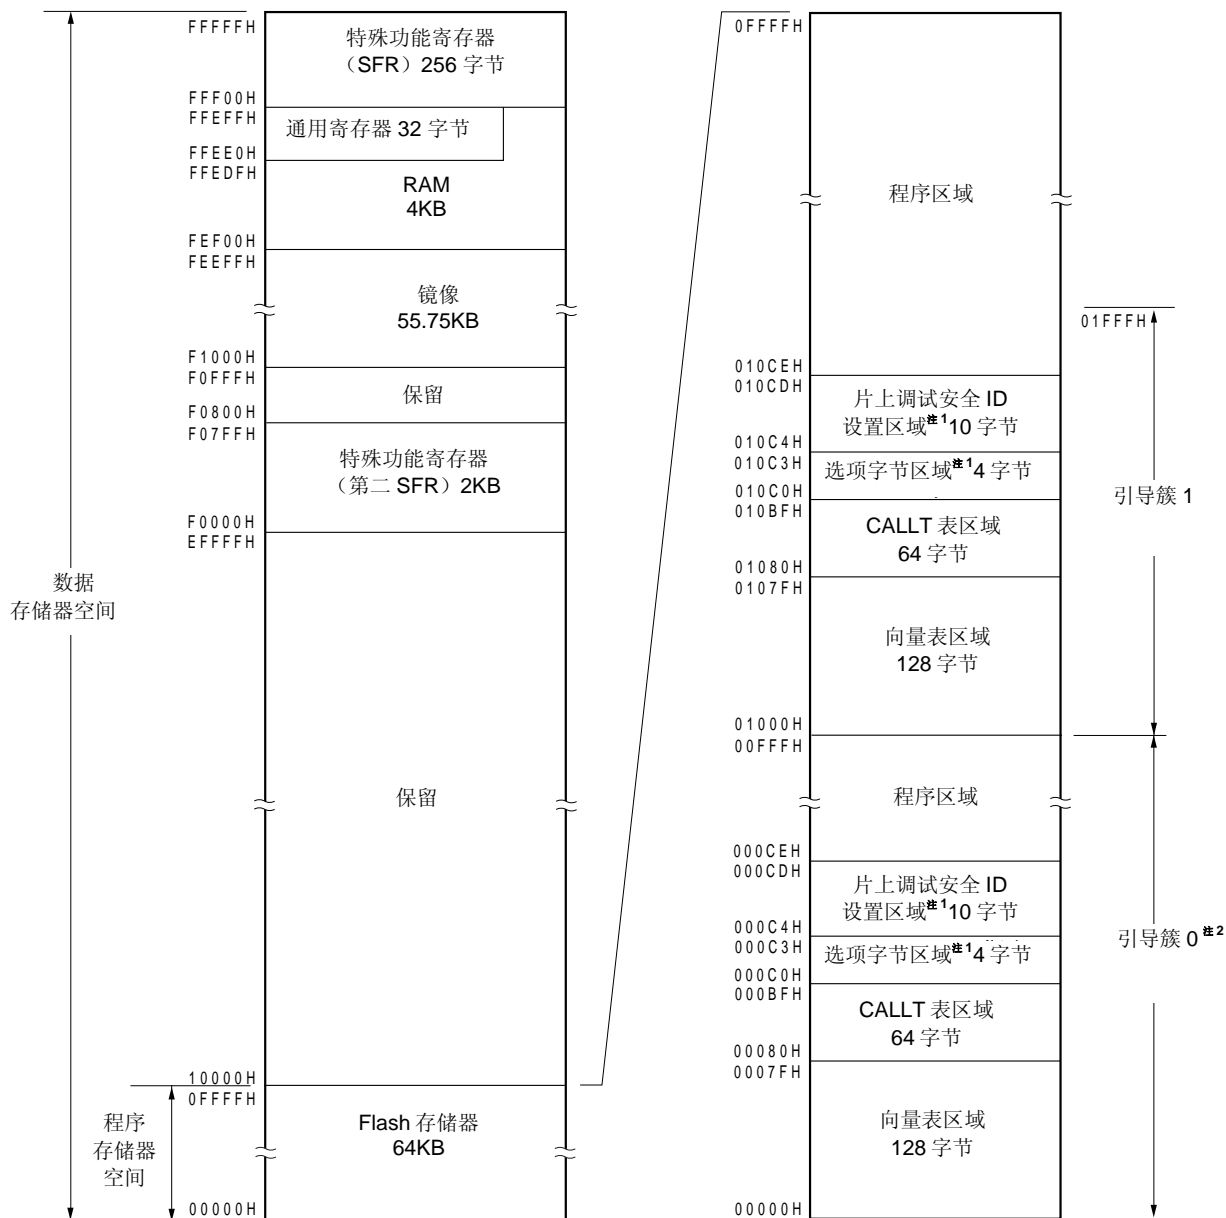 FFFFFH
特殊功能寄存器
（SFR）256 字节
FFF00H
FFEFFH
通用寄存器 32 字节
FFEE0H
FFEDFH
RAM
4KB
FEF00H
FEEFFH
镜像
55.75KB
F1000H
F0FFFH
保留
F0800H
F07FFH
特殊功能寄存器
（第二 SFR）2KB
F0000H
EFFFFH
数据
存储器空间
保留
10000H
0FFFFH
Flash 存储器
64KB
程序
存储器
空间
00000H
0FFFFH
程序区域
01FFFH
010CEH
010CDH
片上调试安全 ID
设置区域注 1 10 字节
010C4H
010C3H
选项字节区域注 1 4 字节
010C0H
010BFH
引导簇 1
CALLT 表区域
64 字节
01080H
0107FH
向量表区域
128 字节
01000H
00FFFH
程序区域
000CEH
000CDH
片上调试安全 ID
设置区域注 1 10 字节
000C4H
000C3H
引导簇 0 注 2
选项字节区域注 1 4 字节
000C0H
000BFH
CALLT 表区域
64 字节
00080H
0007FH
向量表区域
128 字节
00000H